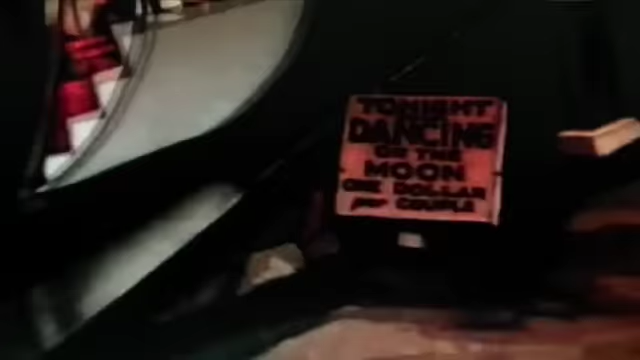 TONIGHT
DANCING
ON THE
MOON
ONE DOLLAR
per COUPLE